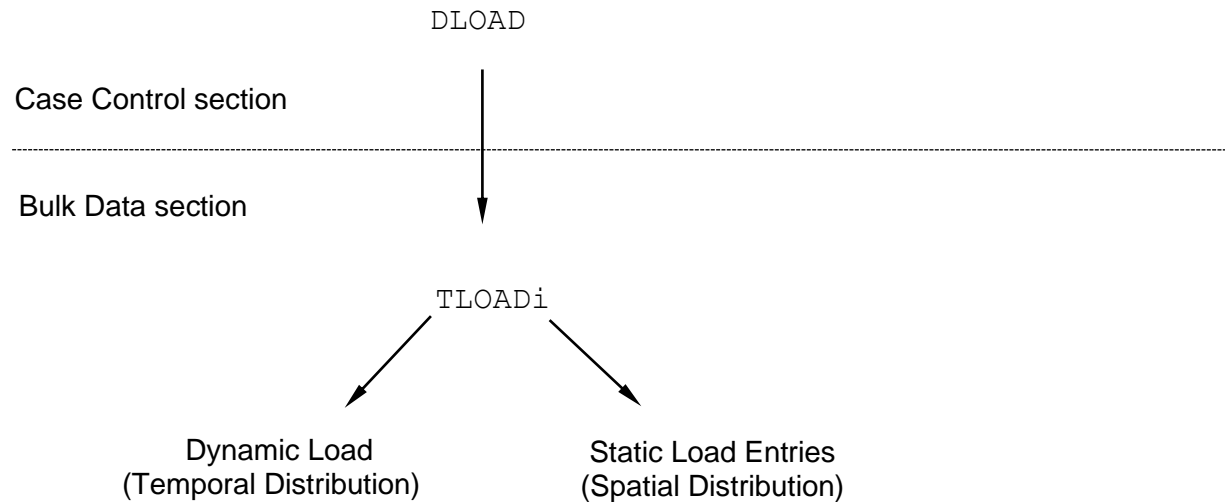 DLOAD
Case Control section
Bulk Data section
TLOADi
Dynamic Load
(Temporal Distribution)
Static Load Entries
(Spatial Distribution)